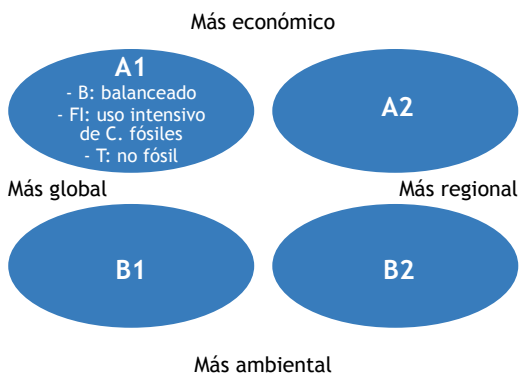 Más económico
A1
- B: balanceado
- FI: uso intensivo
de C. fósiles
- T: no fósil
A2
Más global
Más regional
B1
B2
Más ambiental